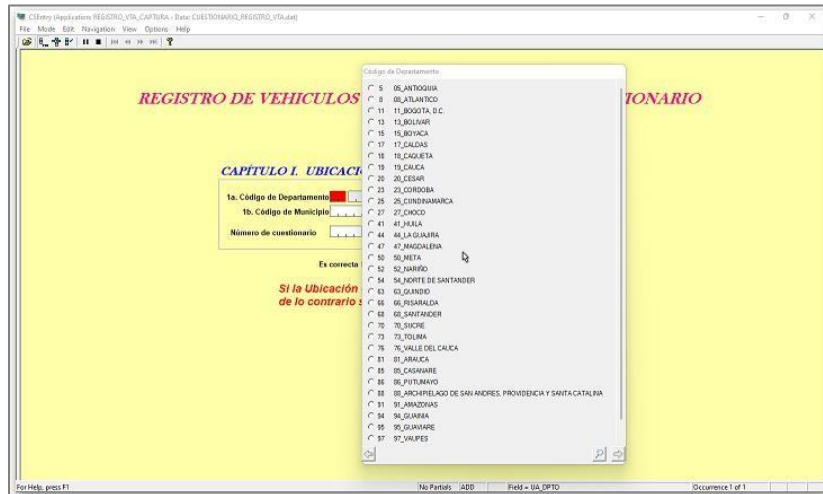 CSEntry (Application: REGISTRO_VTA_CAPTURA - Data: CUESTIONARIO_REGISTRO_VTA.dat)
File Mode Edit Navigation View Options Help
REGISTRO DE VEHICULOS
IONARIO
Código de Departamento
5 05_ANTIOQUIA
8 08_ATLANTICO
11 11_BOGOTA, D.C.
13 13_BOLIVAR
15 15_BOYACA
17 17_CALDAS
18 18_CAQUETA
19 19_CAUCA
20 20_CESAR
23 23_CORDOBA
25 25_CUNDINAMARCA
27 27_CHOCO
41 41_HUILA
44 44_LA GUAJIRA
47 47_MAGDALENA
50 50_META
52 52_NARIÑO
54 54_NORTE DE SANTANDER
63 63_QUINDIO
66 66_RISARALDA
68 68_SANTANDER
70 70_SUCRE
73 73_TOLIMA
76 76_VALLE DEL CAUCA
81 81_ARAUCA
85 85_CASANARE
86 86_PUTUMAYO
88 88_ARCHIPIELAGO DE SAN ANDRES, PROVIDENCIA Y SANTA CATALINA
91 91_AMAZONAS
94 94_GUAINIA
95 95_GUAVIARE
97 97_VAUPES
CAPÍTULO I. UBICACI
1a. Código de Departamento
1b. Código de Municipio
Número de cuestionario
Es correcta
Si la Ubicación
de lo contrario s
For Help, press F1
No Partials ADD Field = UA_DPTO Occurrence 1 of 1